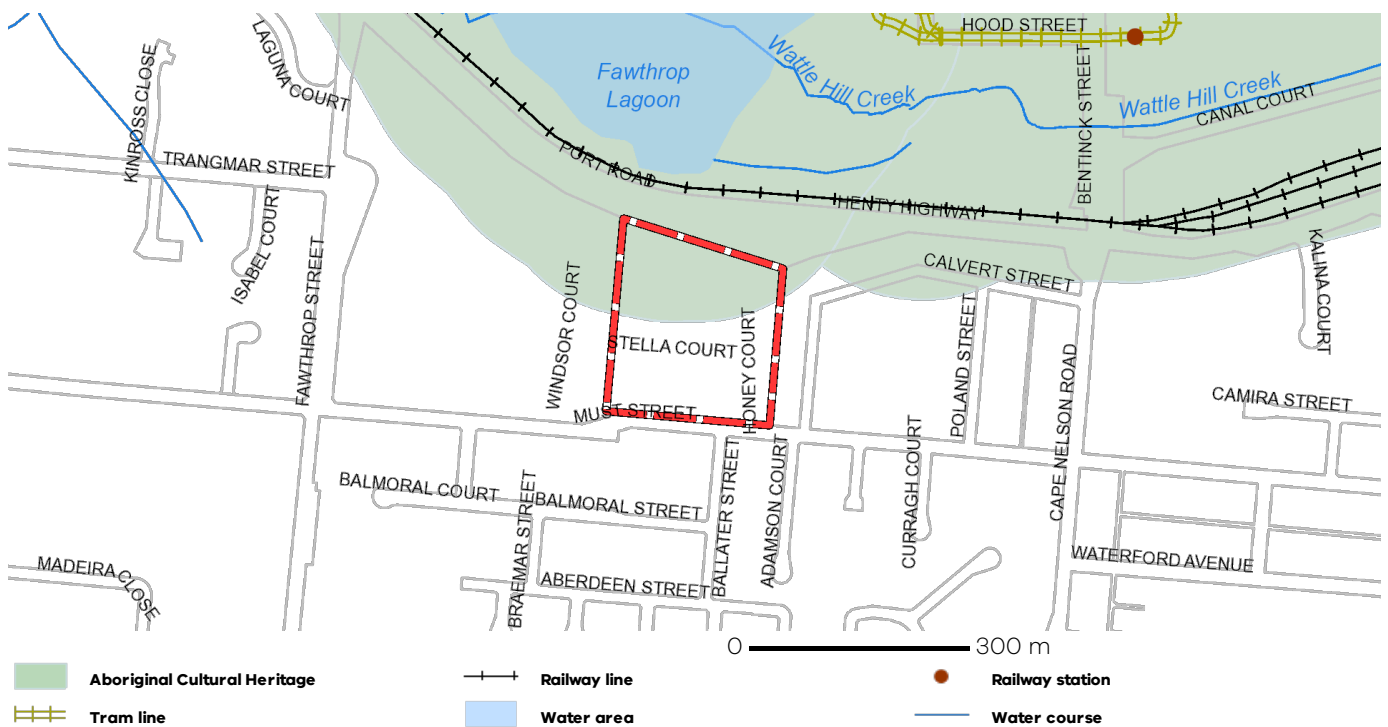 HOOD STREET
LAGUNA COURT
KINROSS CLOSE
Fawthrop
Lagoon
Wattle Hill Creek
BENTINCK STREET
Wattle Hill Creek
CANAL COURT
TRANGMAR STREET
PORT ROAD
HENTY HIGHWAY
ISABEL COURT
FAWTHROP STREET
WINDSOR COURT
STELLA COURT
HONEY COURT
CALVERT STREET
POLAND STREET
CAPE NELSON ROAD
KALINA COURT
CAMIRA STREET
MUST STREET
BALMORAL COURT
BALMORAL STREET
BRAEMAR STREET
BALLATER STREET
ADAMSON COURT
CURRAGH COURT
WATERFORD AVENUE
MADEIRA CLOSE
ABERDEEN STREET
0 300 m
Aboriginal Cultural Heritage
Railway line
Railway station
Tram line
Water area
Water course